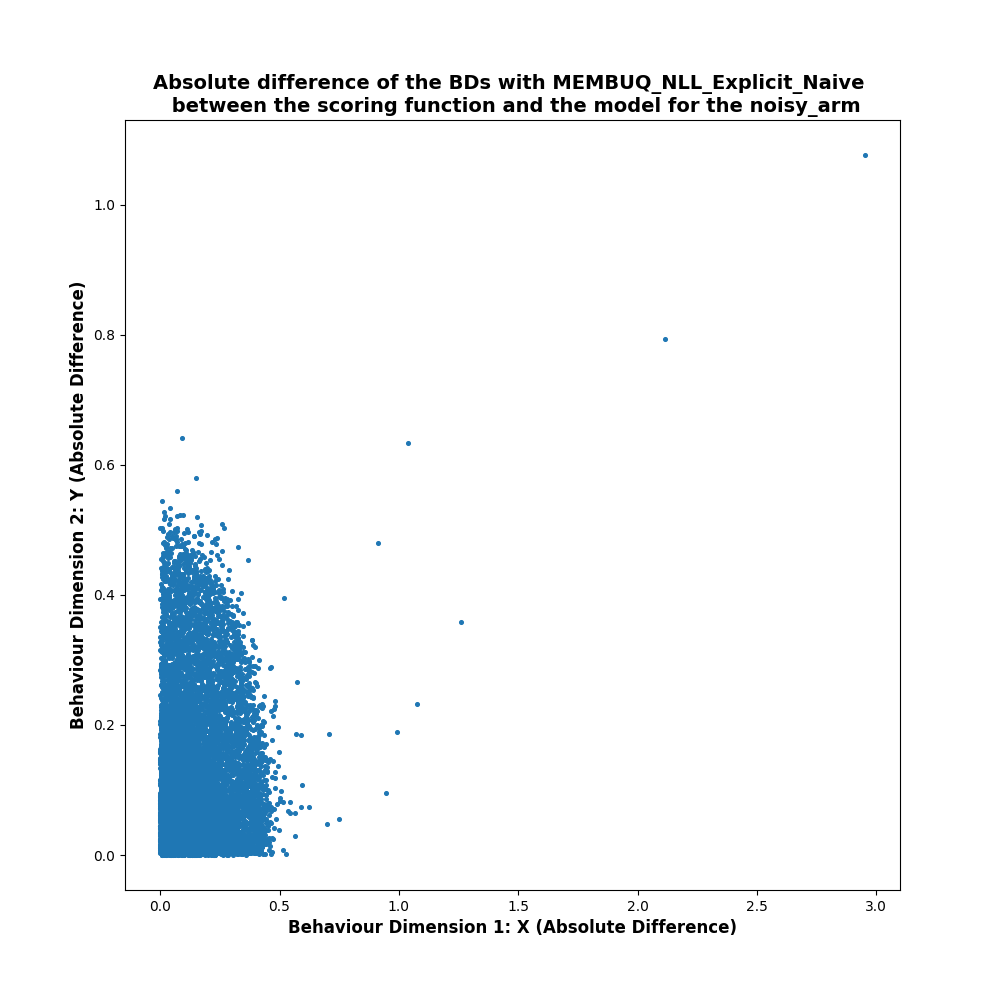 Absolute difference of the BDs with MEMBUQ_NLL_Explicit_Naive
between the scoring function and the model for the noisy_arm
Behaviour Dimension 2: Y (Absolute Difference)
1.0
0.8
0.6
0.4
0.2
0.0
0.0 0.5 1.0 1.5 2.0 2.5 3.0
Behaviour Dimension 1: X (Absolute Difference)